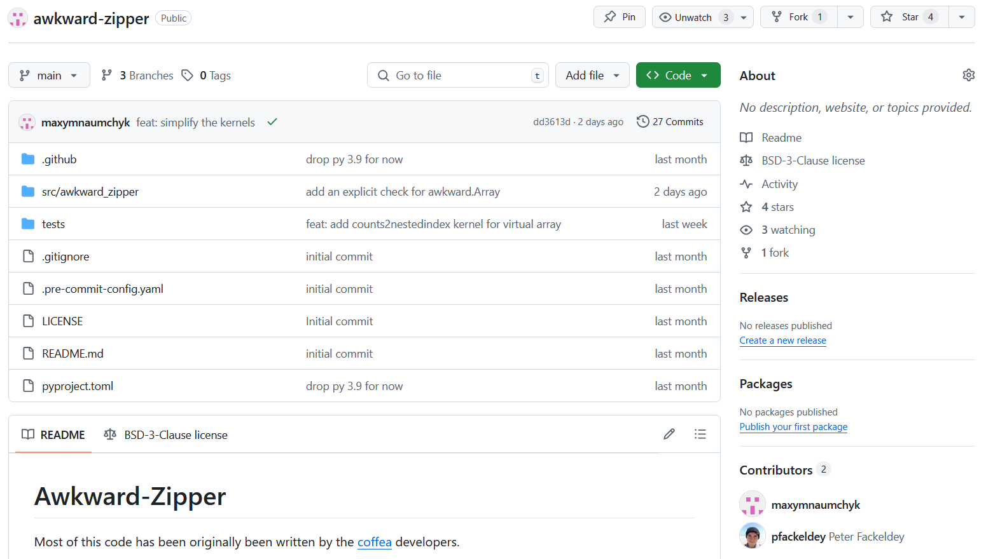 awkward-zipper Public Pin Unwatch 3 Fork 1 Star 4
main 3 Branches 0 Tags Go to file t Add file Code
maxymnaumchyk feat: simplify the kernels dd3613d · 2 days ago 27 Commits
.github drop py 3.9 for now last month
src/awkward_zipper add an explicit check for awkward.Array 2 days ago
tests feat: add counts2nestedindex kernel for virtual array last week
.gitignore initial commit last month
.pre-commit-config.yaml initial commit last month
LICENSE Initial commit last month
README.md initial commit last month
pyproject.toml drop py 3.9 for now last month
README BSD-3-Clause license
Awkward-Zipper
Most of this code has been originally been written by the coffea developers.
About
No description, website, or topics provided.
Readme
BSD-3-Clause license
Activity
4 stars
3 watching
1 fork
Releases
No releases published
Create a new release
Packages
No packages published
Publish your first package
Contributors 2
maxymnaumchyk
pfackeldey Peter Fackeldey